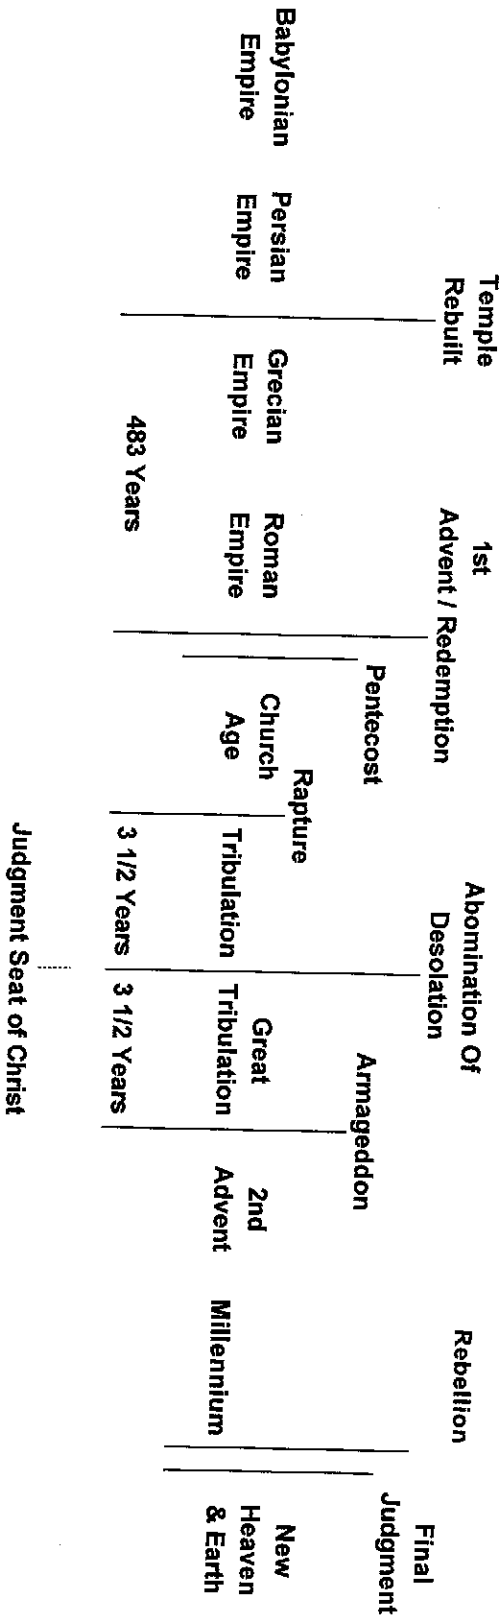 Temple
Rebuilt
1st
Advent / Redemption
Abomination Of
Desolation
Rebellion
Final
Judgment
Pentecost
Rapture
Armageddon
Babylonian
Empire
Persian
Empire
Grecian
Empire
Roman
Empire
Church
Age
Tribulation
Great
Tribulation
2nd
Advent
Millennium
New
Heaven
& Earth
483 Years
3 1/2 Years
3 1/2 Years
Judgment Seat of Christ